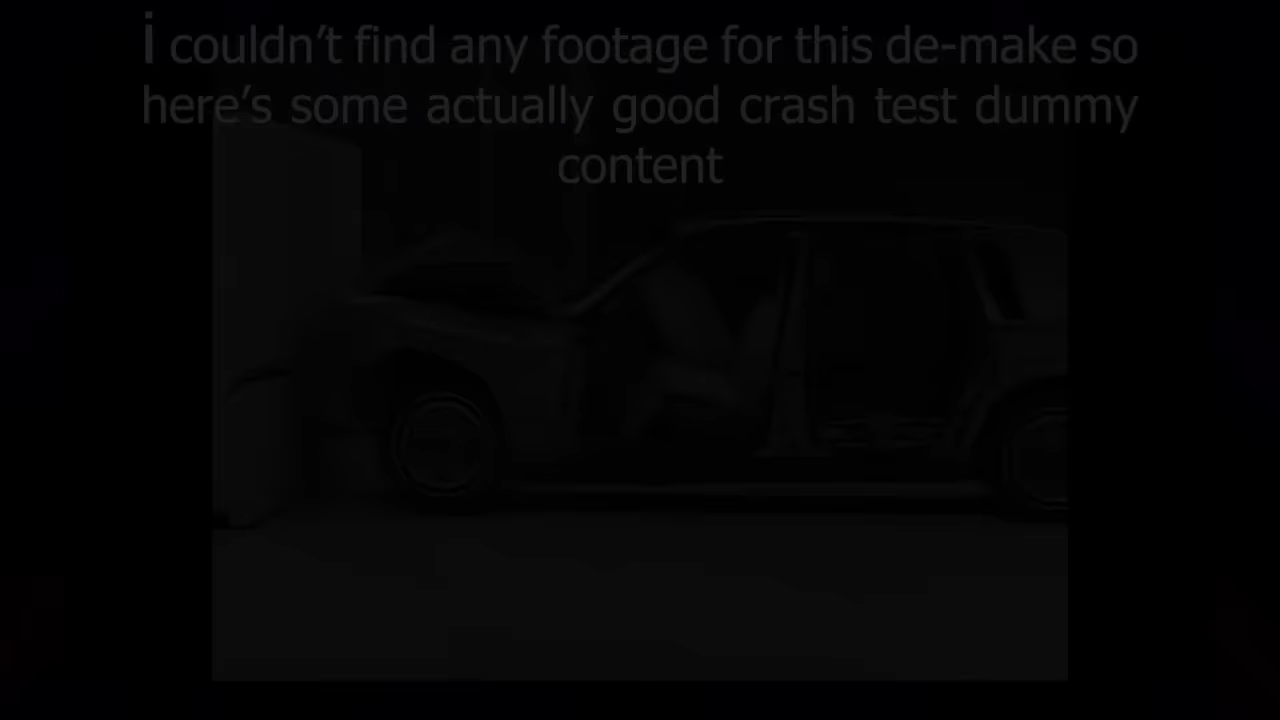 i couldn’t find any footage for this de-make so
here’s some actually good crash test dummy
content